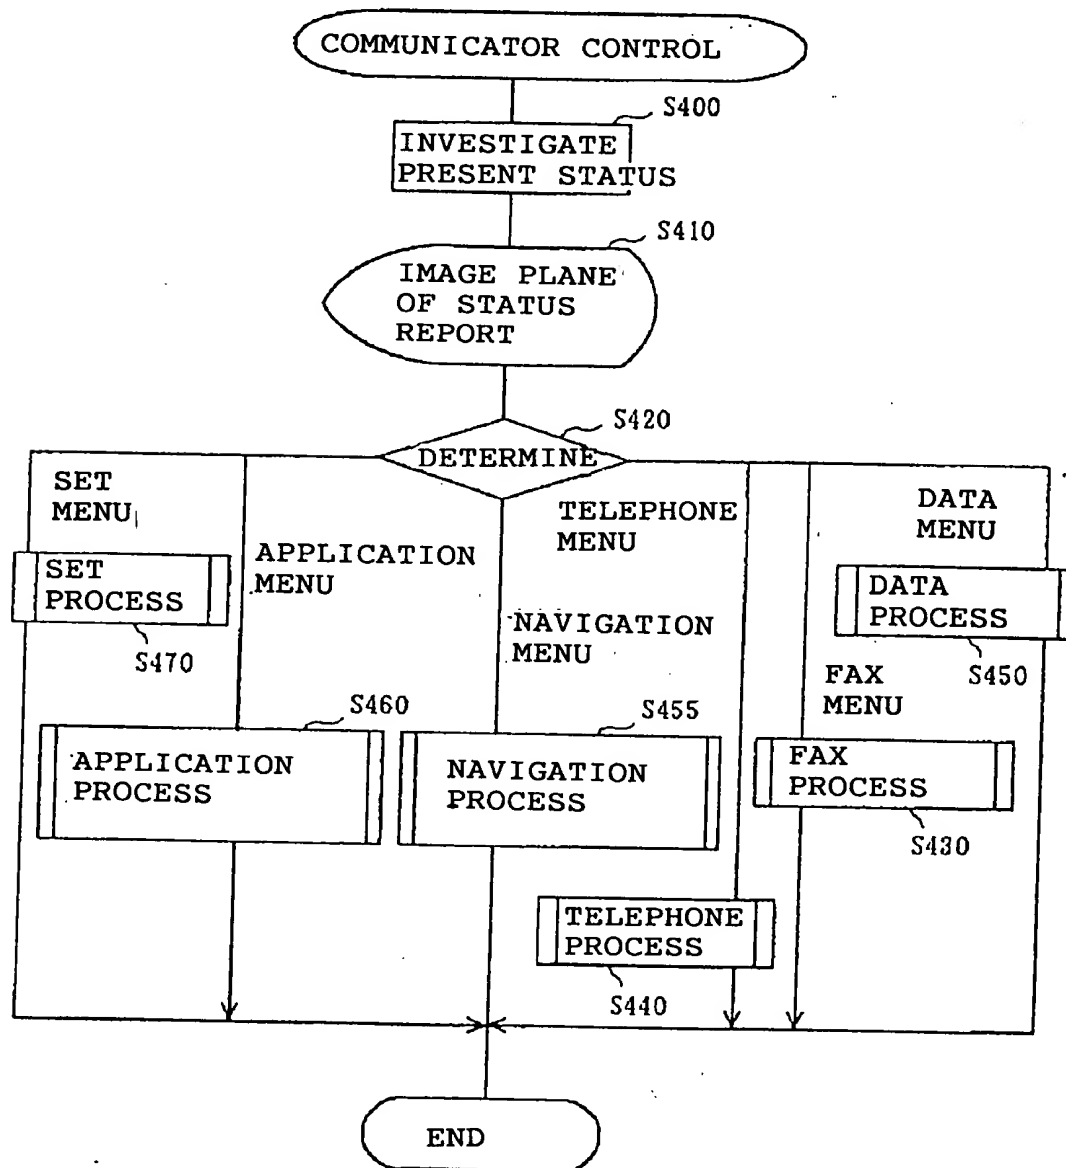 COMMUNICATOR CONTROL
S400
INVESTIGATE
PRESENT STATUS
S410
IMAGE PLANE
OF STATUS
REPORT
S420
DETERMINE
SET
MENU
SET
PROCESS
S470
APPLICATION
MENU
S460
APPLICATION
PROCESS
NAVIGATION
MENU
S455
NAVIGATION
PROCESS
TELEPHONE
MENU
TELEPHONE
PROCESS
S440
FAX
MENU
FAX
PROCESS
S430
DATA
MENU
DATA
PROCESS
S450
END